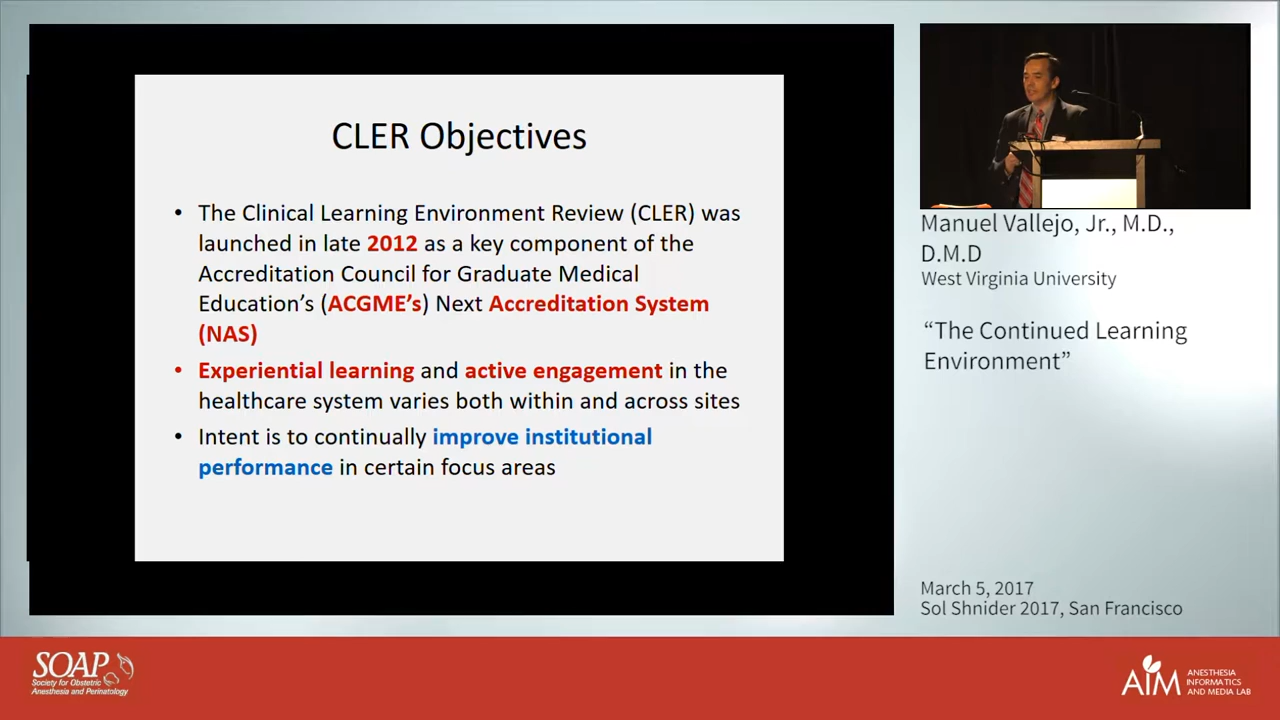 CLER Objectives
• The Clinical Learning Environment Review (CLER) was
launched in late 2012 as a key component of the
Accreditation Council for Graduate Medical
Education’s (ACGME’s) Next Accreditation System
(NAS)
• Experiential learning and active engagement in the
healthcare system varies both within and across sites
• Intent is to continually improve institutional
performance in certain focus areas
Manuel Vallejo, Jr., M.D.,
D.M.D
West Virginia University
“The Continued Learning
Environment”
March 5, 2017
Sol Shnider 2017, San Francisco
SOAP
Society for Obstetric
Anesthesia and Perinatology
AIM
ANESTHESIA
INFORMATICS
AND MEDIA LAB